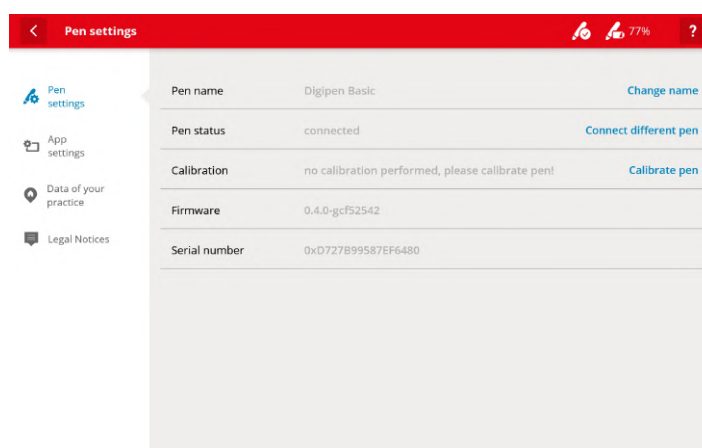 Pen settings
77%
?
Pen
settings
App
settings
Data of your
practice
Legal Notices
Pen name Digipen Basic Change name
Pen status connected Connect different pen
Calibration no calibration performed, please calibrate pen! Calibrate pen
Firmware 0.4.0-gcf52542
Serial number 0xD727B99587EF6480